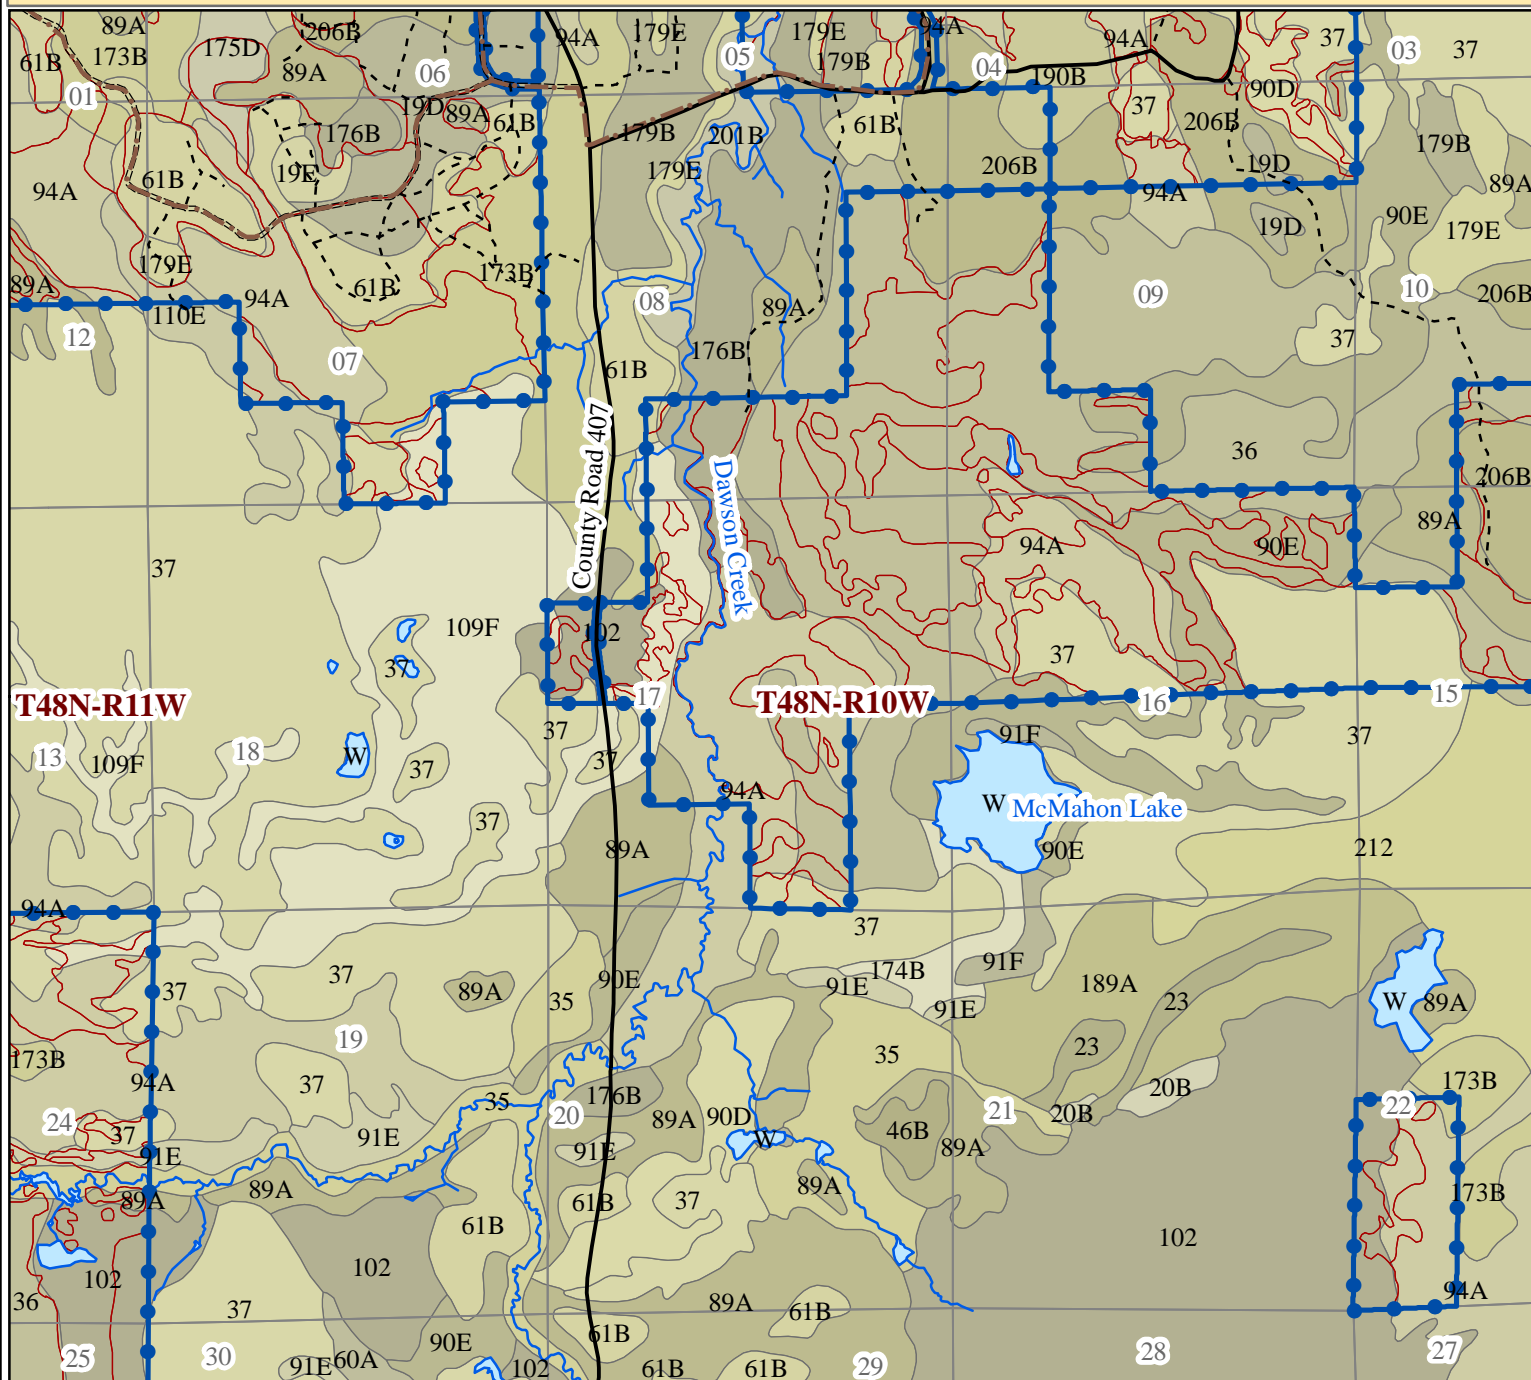 89A
206B
94A
179E
179E
94A
94A
37
03
37
61B
173B
175D
89A
06
05
179B
04
190B
90D
01
19D
89A
61B
179B
201B
61B
37
206B
179B
176B
179E
206B
19D
94A
61B
19E
94A
89A
90E
19D
179E
179E
89A
173B
61B
94A
110E
08
89A
09
10
206B
12
07
176B
37
61B
County Road 407
36
Dawson Creek
206B
89A
94A
90E
37
109F
102
37
37
T48N-R11W
17
T48N-R10W
16
15
13
109F
18
W
37
37
37
91F
37
94A
W
McMahon Lake
37
89A
90E
212
94A
37
37
37
89A
35
90E
91E
174B
91E
91F
189A
23
W
89A
19
173B
94A
37
35
20
176B
35
23
20B
173B
24
37
91E
91E
89A
90D
W
46B
89A
21
20B
22
91E
89A
89A
61B
61B
37
89A
173B
102
102
102
36
37
89A
61B
94A
25
30
91E
60A
90E
102
61B
61B
61B
29
28
27